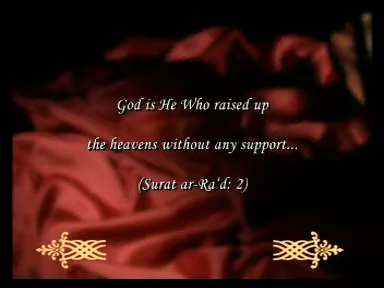 God is He Who raised up
the heavens without any support...
(Surat ar-Ra‘d: 2)